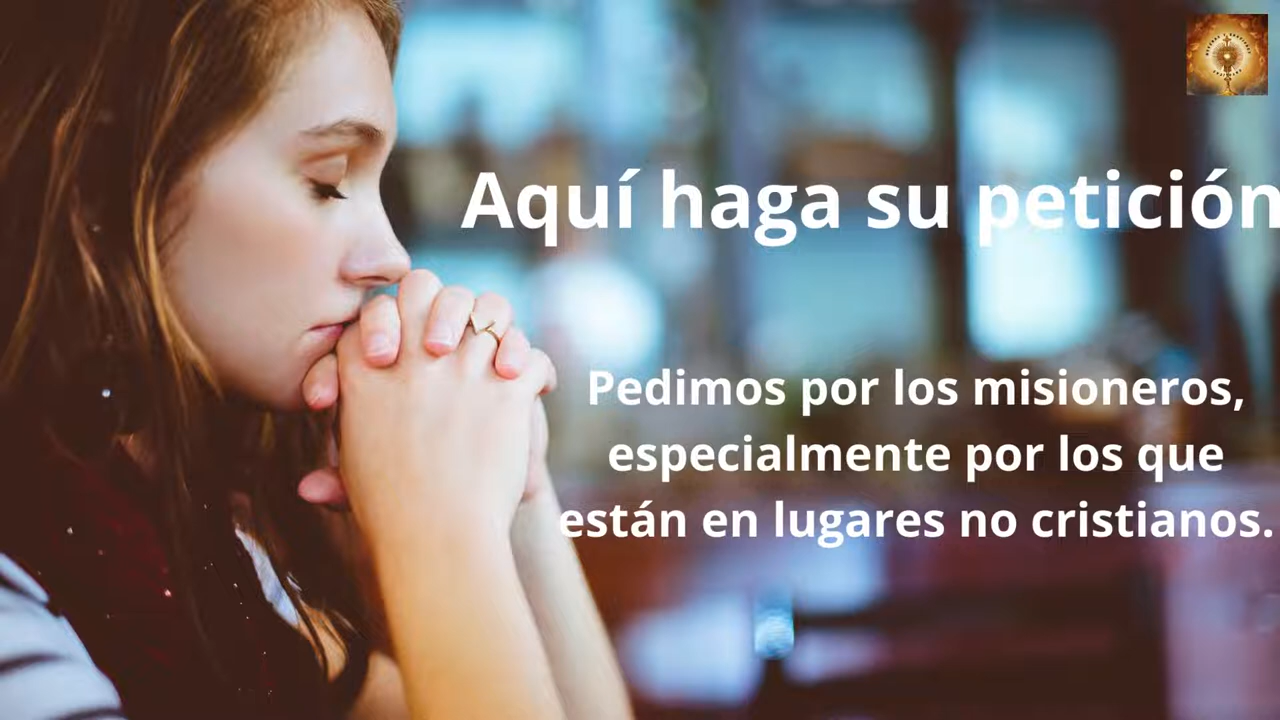 Aquí haga su petición
Pedimos por los misioneros,
especialmente por los que
están en lugares no cristianos.